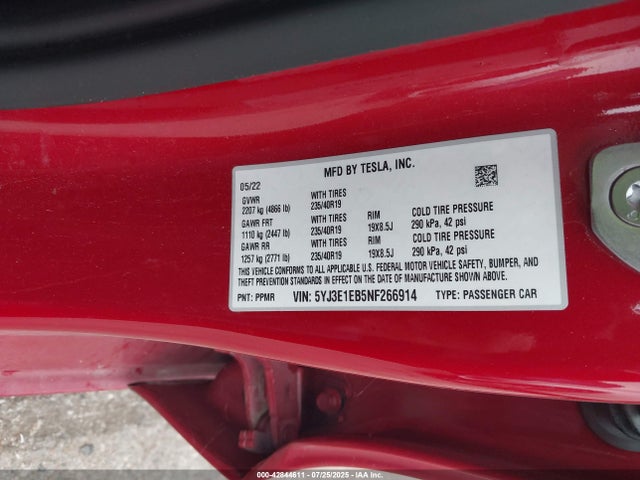 MFD BY TESLA, INC.
05/22
GVWR WITH TIRES
2207 kg (4866 lb) 235/40R19
GAWR FRT WITH TIRES RIM COLD TIRE PRESSURE
1110 kg (2447 lb) 235/40R19 19X8.5J 290 kPa, 42 psi
GAWR RR WITH TIRES RIM COLD TIRE PRESSURE
1257 kg (2771 lb) 235/40R19 19X8.5J 290 kPa, 42 psi
THIS VEHICLE CONFORMS TO ALL APPLICABLE U.S. FEDERAL MOTOR VEHICLE SAFETY, BUMPER, AND
THEFT PREVENTION STANDARDS IN EFFECT ON THE DATE OF MANUFACTURE SHOWN ABOVE.
PNT: PPMR VIN: 5YJ3E1EB5NF266914 TYPE: PASSENGER CAR
000-42844611 - 07/25/2025 - IAA, Inc.